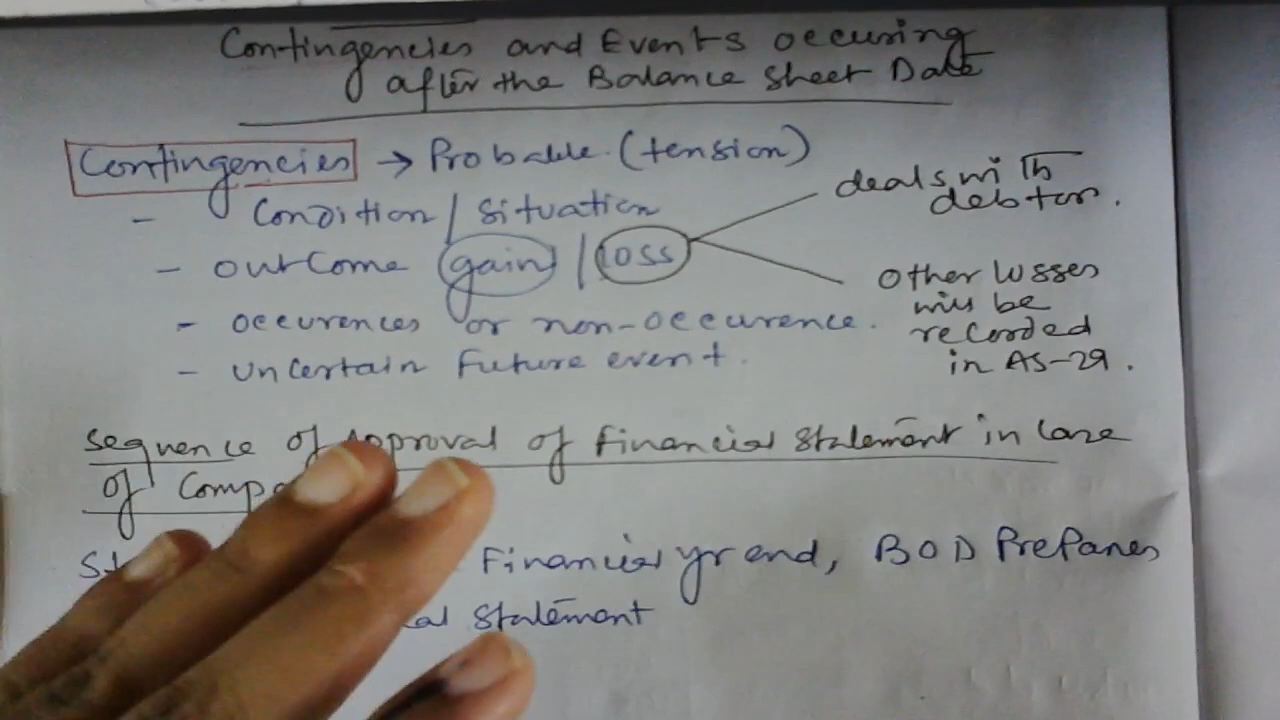 Contingencies and Events occuring
after the Balance Sheet Date
Contingencies → Probable (tension)
- Condition / Situation
- outcome gain / loss
deals with
debtors.
other losses
will be
recorded
in AS-29.
- occurences or non-occurence.
- uncertain future event.
Sequence of Approval of financial Statement in Case
of
Financial yr end, BOD Prepares
Statement